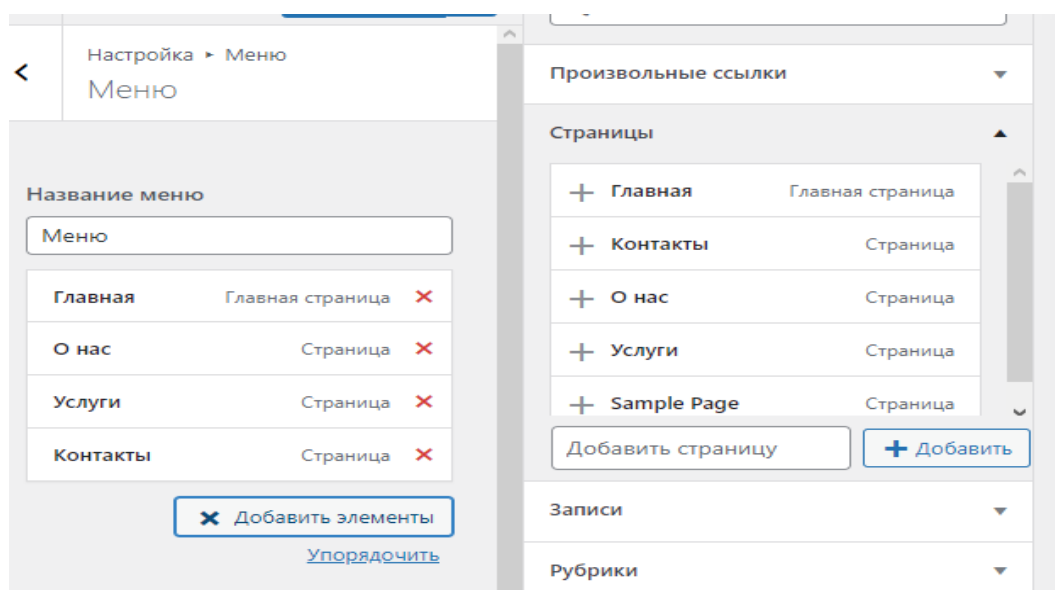 Настройка ▸ Меню
Меню
Название меню
Меню
Главная Главная страница
О нас Страница
Услуги Страница
Контакты Страница
Добавить элементы
Упорядочить
Произвольные ссылки
Страницы
Главная Главная страница
Контакты Страница
О нас Страница
Услуги Страница
Sample Page Страница
Добавить страницу Добавить
Записи
Рубрики